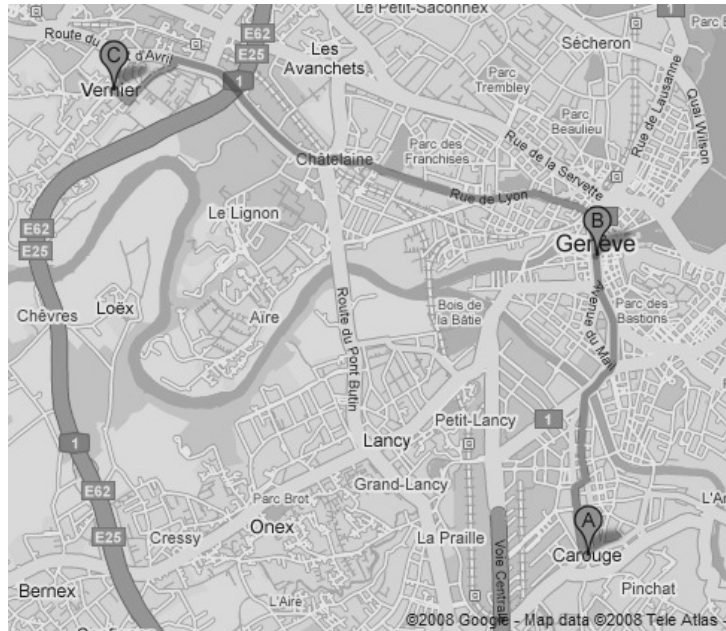 Le Petit-Saconnex
1
Route du
d'Avril
C
E62
E25
Les
Avanchets
Sécheron
Vernier
1
Parc
Trembley
Rue de Lausanne
Quai Wilson
Parc
Beaulieu
Parc des
Franchises
Rue de la Servette
Châtelaine
Rue de Lyon
Le Lignon
B
Genève
E62
E25
Chêvres
Loëx
Aïre
Bois de
la Bâtie
Parc des
Bastions
Avenue du Mail
Route du Pont Butin
Petit-Lancy
1
Lancy
1
E62
Grand-Lancy
Parc Brot
Onex
Cressy
E25
La Praille
A
Carouge
Voie Centrale
Pinchat
Bernex
L'Aire
©2008 Google - Map data ©2008 Tele Atlas -